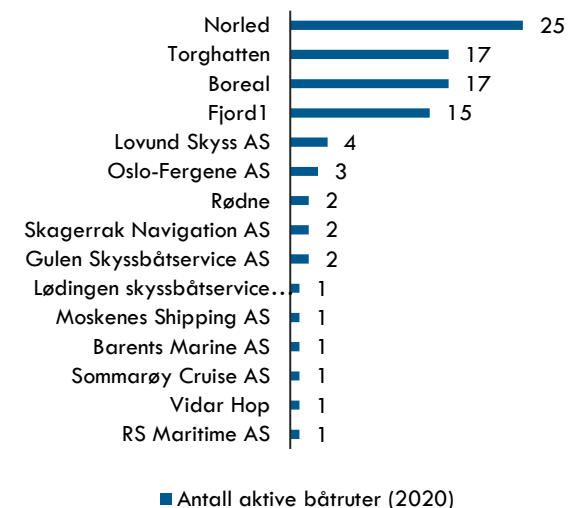 Norled 25
Torghatten 17
Boreal 17
Fjord1 15
Lovund Skyss AS 4
Oslo-Fergene AS 3
Rødne 2
Skagerrak Navigation AS 2
Gulen Skyssbåtservice AS 2
Lødingen skyssbåtservice... 1
Moskenes Shipping AS 1
Barents Marine AS 1
Sommarøy Cruise AS 1
Vidar Hop 1
RS Maritime AS 1
Antall aktive båtruter (2020)